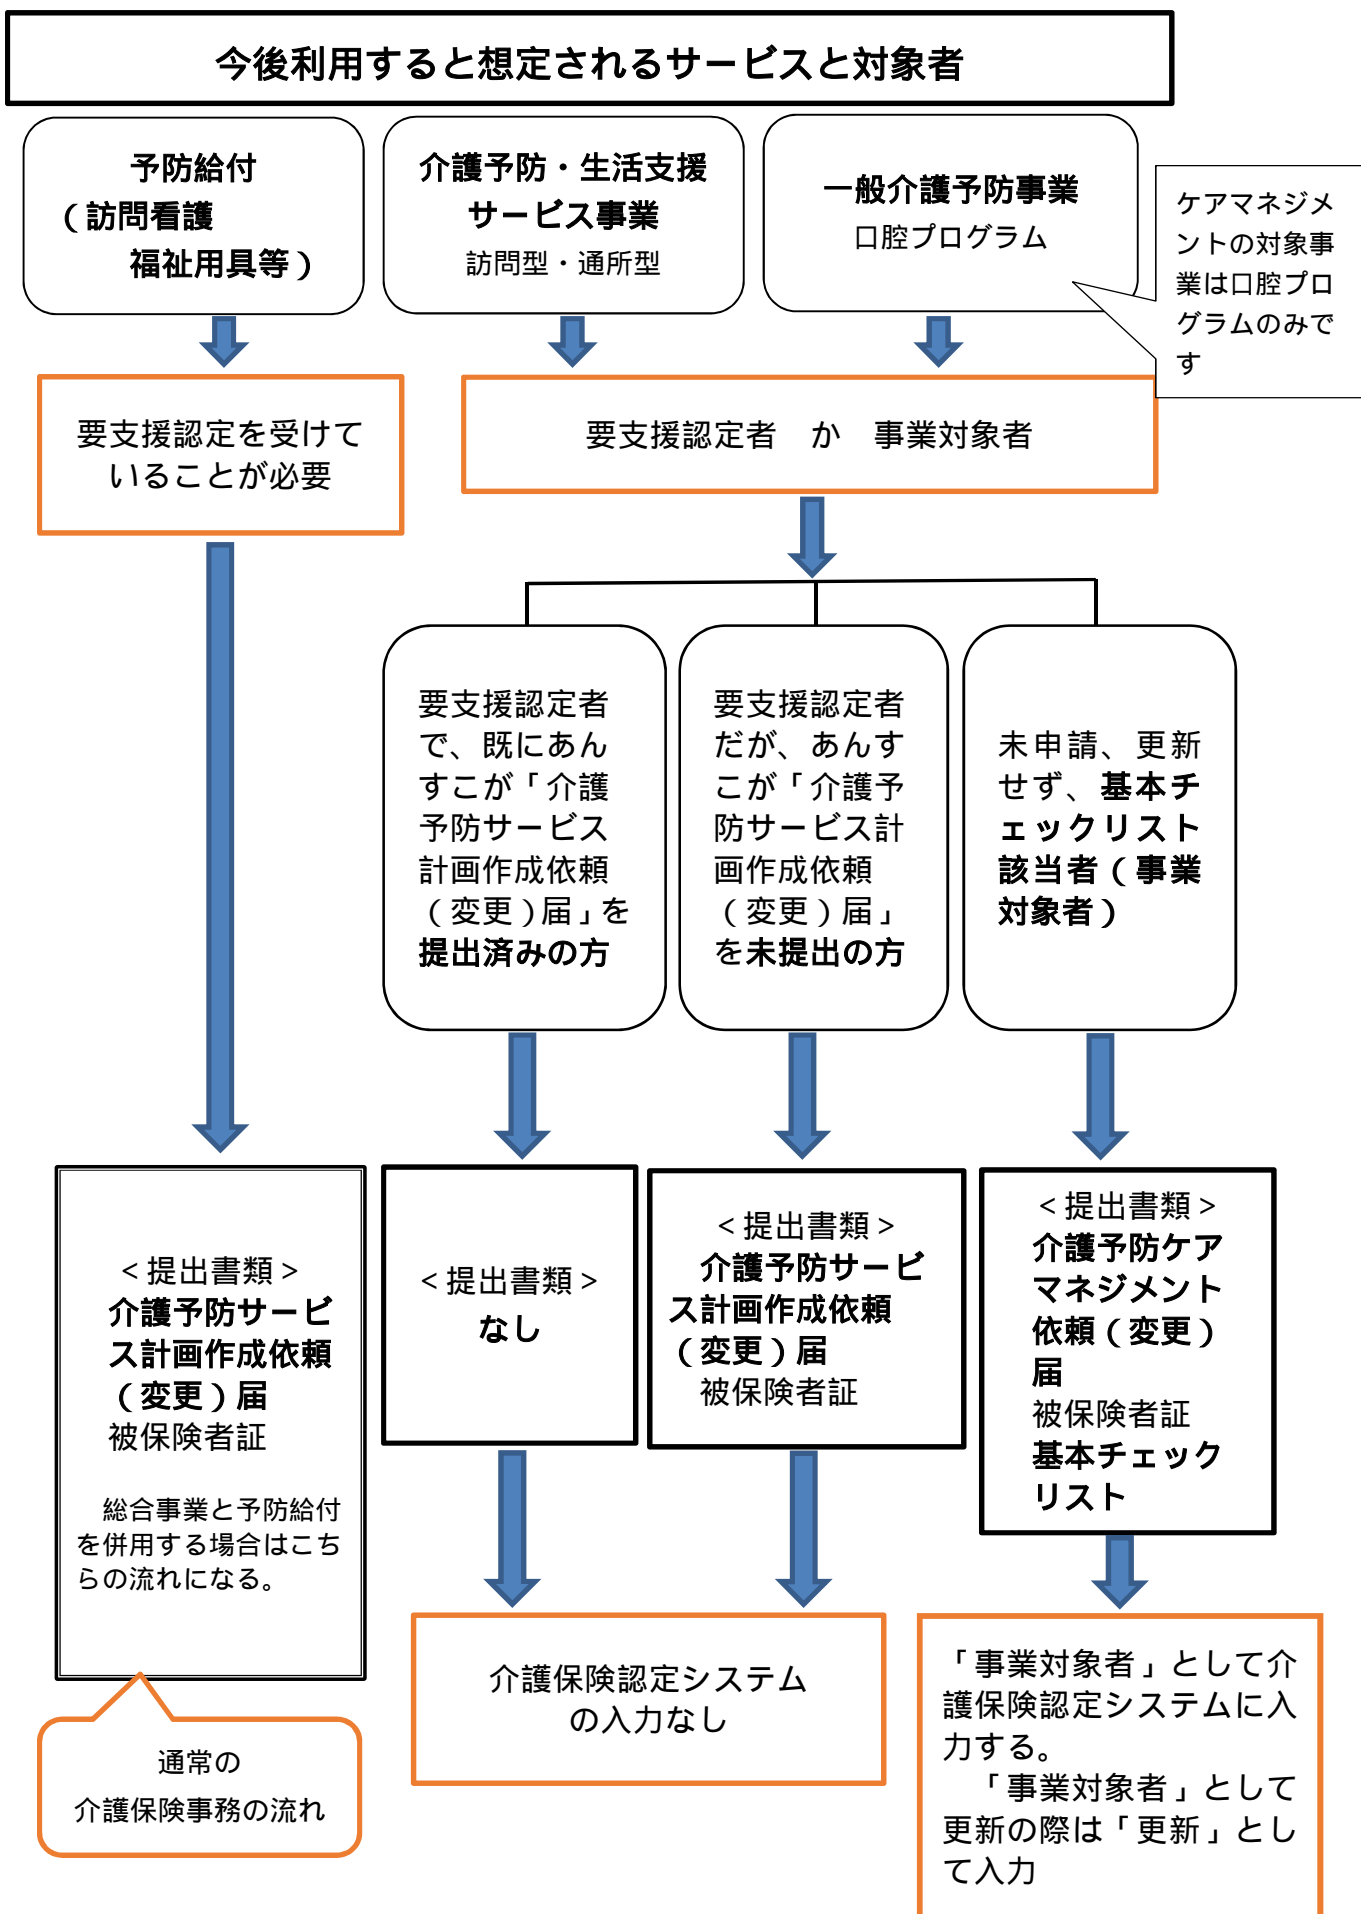 今後利用すると想定されるサービスと対象者
予防給付
（訪問看護
福祉用具等）
介護予防・生活支援
サービス事業
訪問型・通所型
一般介護予防事業
口腔プログラム
ケアマネジメ
ントの対象事
業は口腔プロ
グラムのみで
す
要支援認定を受けて
いることが必要
要支援認定者　か　事業対象者
要支援認定者
で、既にあん
すこが「介護
予防サービス
計画作成依頼
（変更）届」を
提出済みの方
要支援認定者
だが、あんす
こが「介護予
防サービス計
画作成依頼
（変更）届」
を未提出の方
未申請、更新
せず、基本チ
ェックリスト
該当者（事業
対象者）
＜提出書類＞
介護予防サービ
ス計画作成依頼
（変更）届
被保険者証
総合事業と予防給付
を併用する場合はこち
らの流れになる。
＜提出書類＞
なし
＜提出書類＞
介護予防サービ
ス計画作成依頼
（変更）届
被保険者証
＜提出書類＞
介護予防ケア
マネジメント
依頼（変更）
届
被保険者証
基本チェック
リスト
通常の
介護保険事務の流れ
介護保険認定システム
の入力なし
「事業対象者」として介
護保険認定システムに入
力する。
「事業対象者」として
更新の際は「更新」とし
て入力